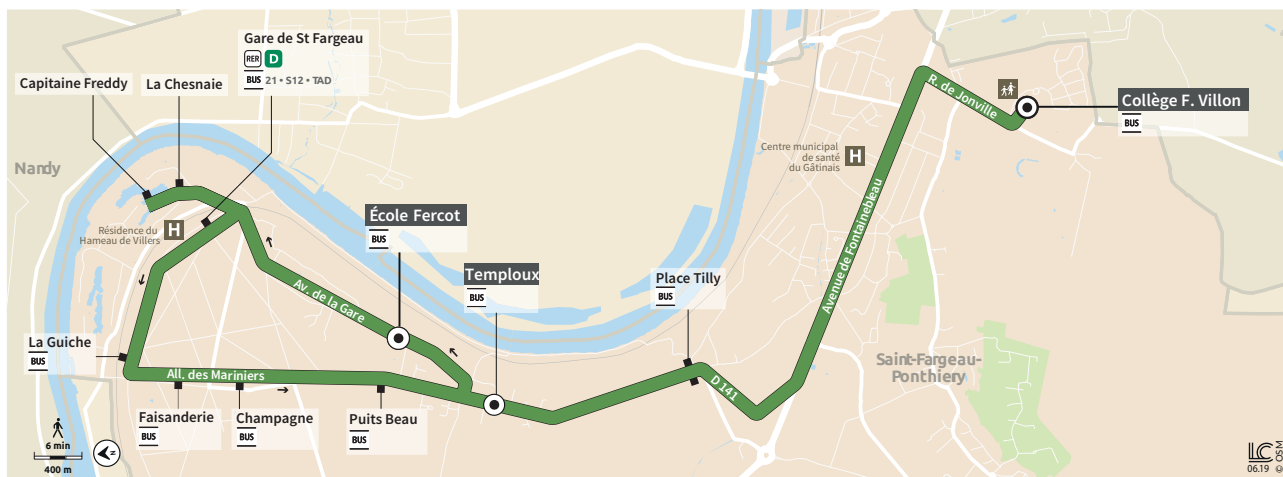 Gare de St Fargeau
RER D
BUS 21 • S12 • TAD
Capitaine Freddy
La Chesnaie
Collège F. Villon
BUS
R. de Jonville
Centre municipal
de santé
du Gâtinais
H
Nandy
Résidence du
Hameau de Villers
H
École Fercot
BUS
Temploux
BUS
Place Tilly
BUS
Avenue de Fontainebleau
Av. de la Gare
La Guiche
BUS
All. des Mariniers
D 141
Saint-Fargeau-
Ponthierry
Faisanderie
BUS
Champagne
BUS
Puits Beau
BUS
6 min
400 m
N
LC
06.19
© OSM